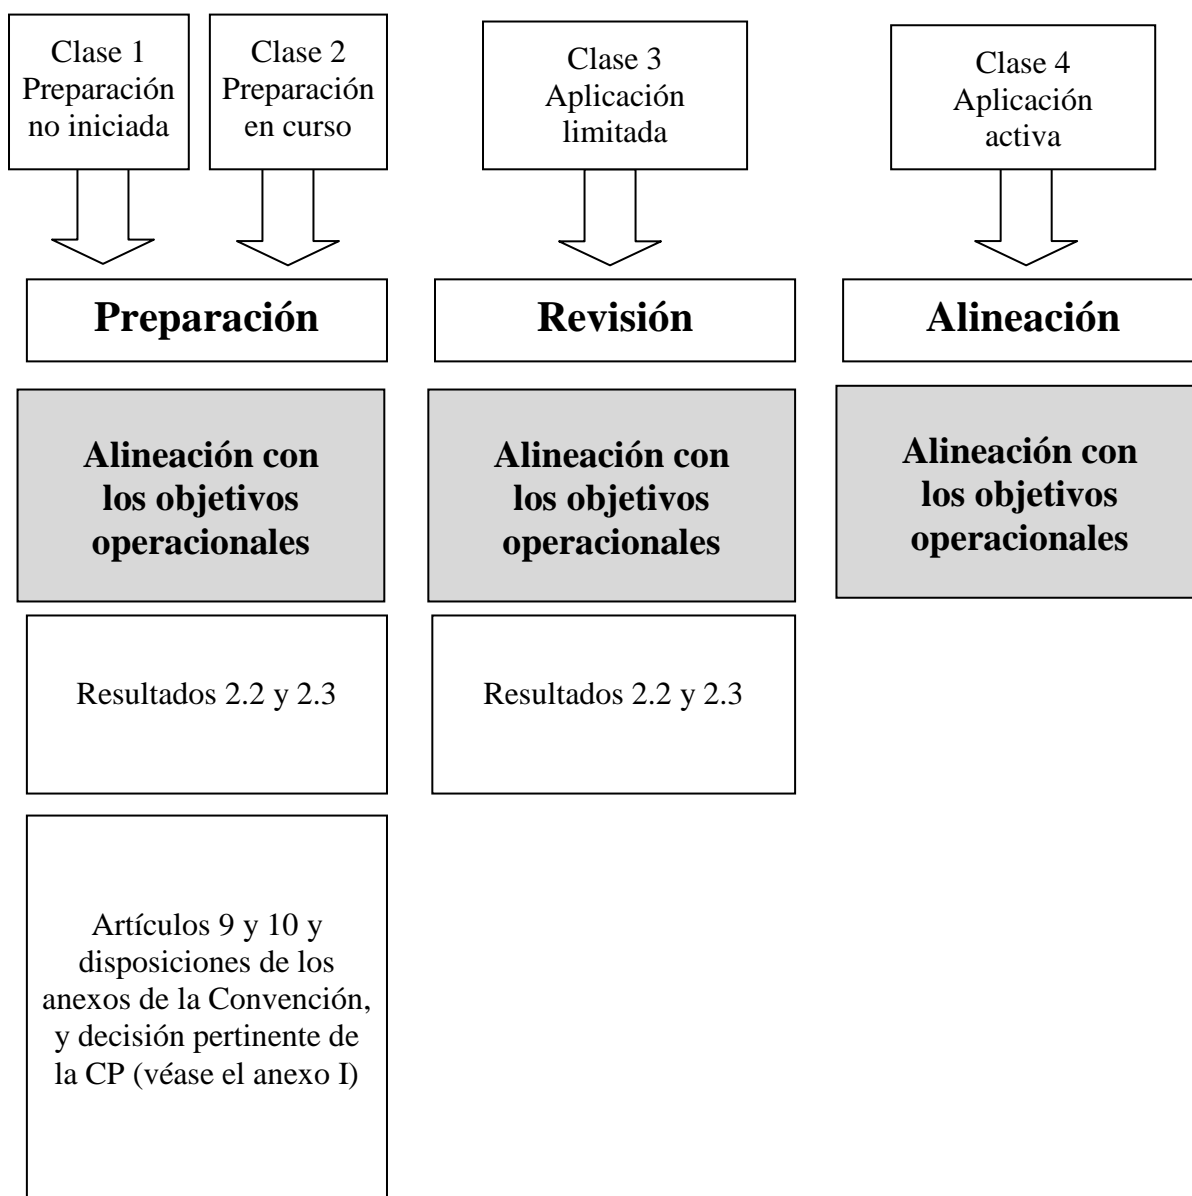 Clase 1
Preparación
no iniciada
Clase 2
Preparación
en curso
Clase 3
Aplicación
limitada
Clase 4
Aplicación
activa
Preparación
Revisión
Alineación
Alineación con
los objetivos
operacionales
Alineación con
los objetivos
operacionales
Alineación con
los objetivos
operacionales
Resultados 2.2 y 2.3
Resultados 2.2 y 2.3
Artículos 9 y 10 y
disposiciones de los
anexos de la Convención,
y decisión pertinente de
la CP (véase el anexo I)